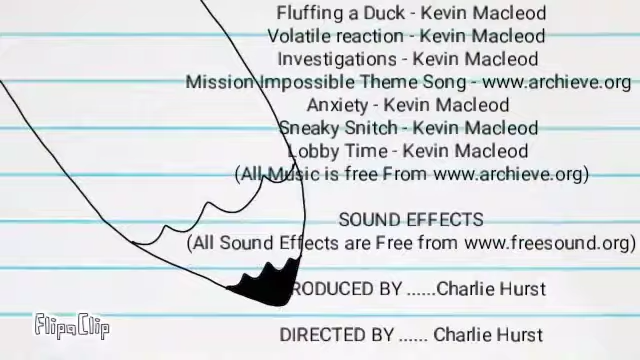 Fluffing a Duck - Kevin Macleod
Volatile reaction - Kevin Macleod
Investigations - Kevin Macleod
Mission Impossible Theme Song - www.archieve.org
Anxiety - Kevin Macleod
Sneaky Snitch - Kevin Macleod
Lobby Time - Kevin Macleod
(All Music is free From www.archieve.org)
SOUND EFFECTS
(All Sound Effects are Free from www.freesound.org)
RODUCED BY ......Charlie Hurst
DIRECTED BY ...... Charlie Hurst
FlipaClip